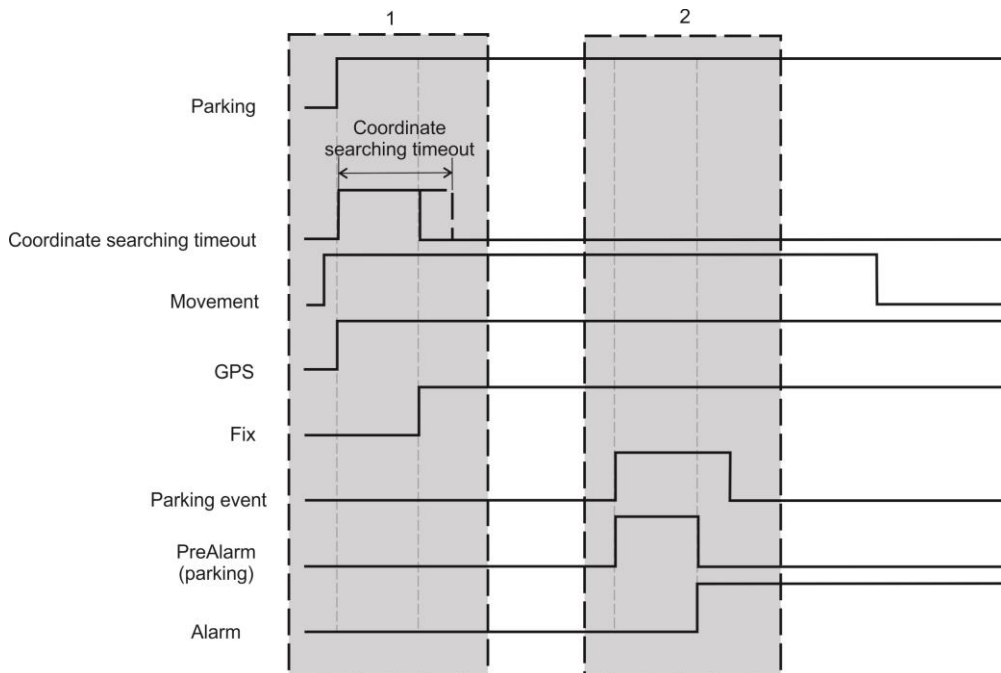 1
2
Parking
Coordinate
searching timeout
Coordinate searching timeout
Movement
GPS
Fix
Parking event
PreAlarm
(parking)
Alarm